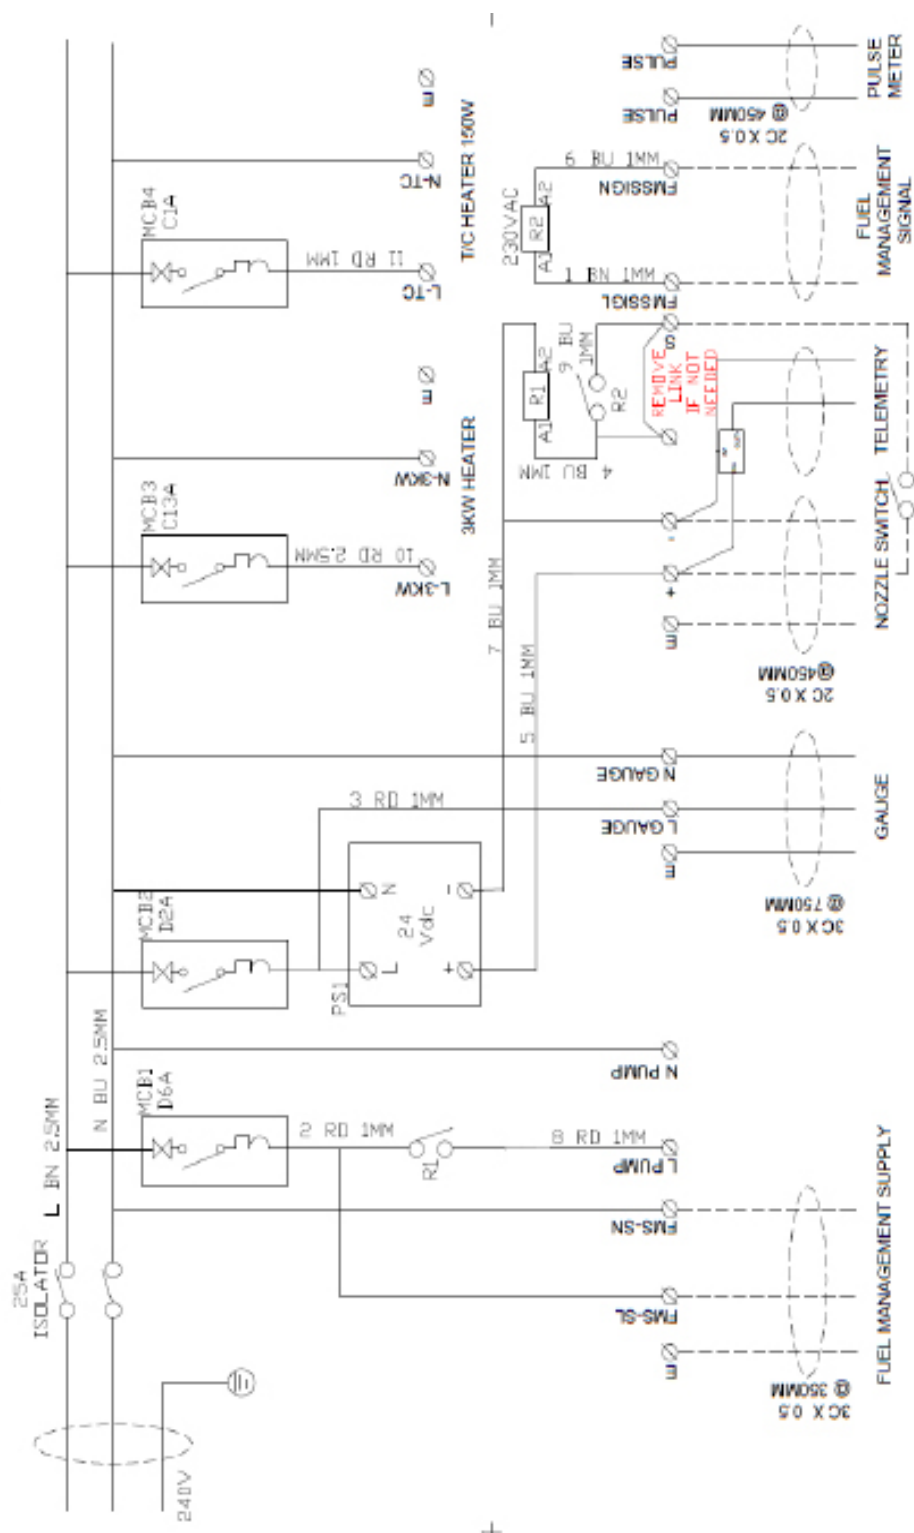 240V
25A
ISOLATOR
L BN 2.5MM
N BU 2.5MM
MCB1
D6A
2 RD 1MM
R1
8 RD 1MM
N PUMP
L PUMP
FMS-SN
FMS-SL
E
3C X 0.5
@ 350MM
FUEL MANAGEMENT SUPPLY
MCB2
D2A
PS1
L
N
24
Vdc
+
-
3 RD 1MM
N GAUGE
L GAUGE
E
3C X 0.5
@ 750MM
GAUGE
5 BU 1MM
7 BU 1MM
MCB3
C13A
10 RD 2.5MM
L-3KW
N-3KW
E
3KW HEATER
E
+
-
S
2C X 0.5
@450MM
NOZZLE SWITCH
TELEMETRY
4 BU 1MM
A1
R1
A2
9 BU
1MM
R2
REMOVE
LINK
IF NOT
NEEDED
MCB4
C1A
11 RD 1MM
L-TC
N-TC
E
T/C HEATER 150W
230VAC
A1
R2
A2
1 BN 1MM
6 BU 1MM
FMSSIGL
FMSSIGN
FUEL
MANAGEMENT
SIGNAL
PULSE
PULSE
2C X 0.5
@ 450MM
PULSE
METER